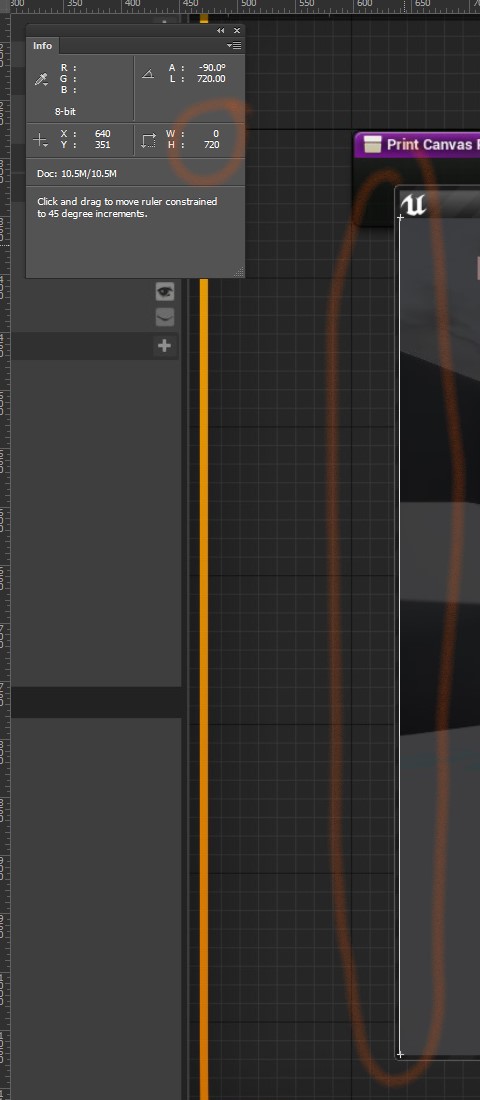 300 350 400 450 500 550 600 650
Info
R :
G :
B :
8-bit
A : -90.0°
L : 720.00
X : 640
Y : 351
W : 0
H : 720
Doc: 10.5M/10.5M
Click and drag to move ruler constrained
to 45 degree increments.
Print Canvas